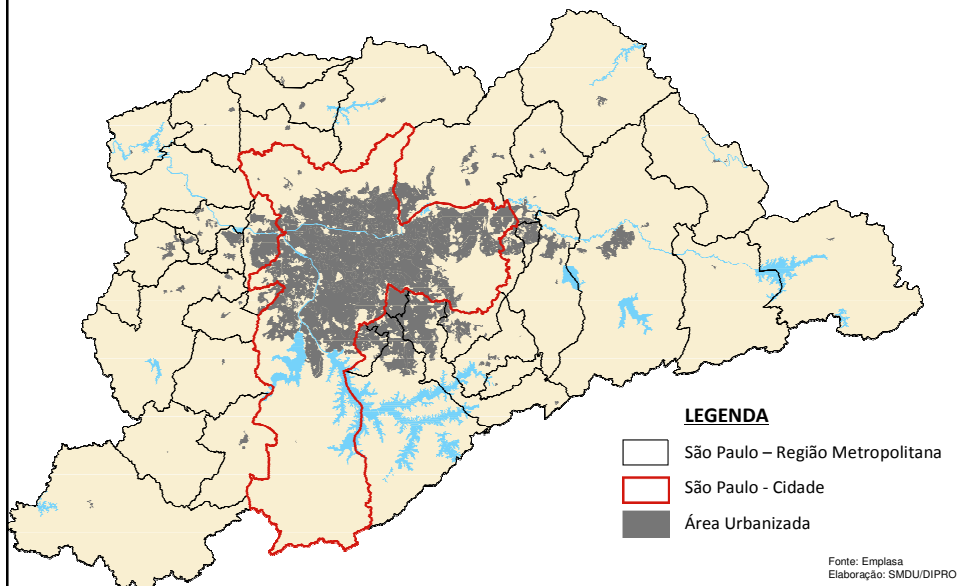 LEGENDA
São Paulo – Região Metropolitana
São Paulo - Cidade
Área Urbanizada
Fonte: Emplasa
Elaboração: SMDU/DIPRO